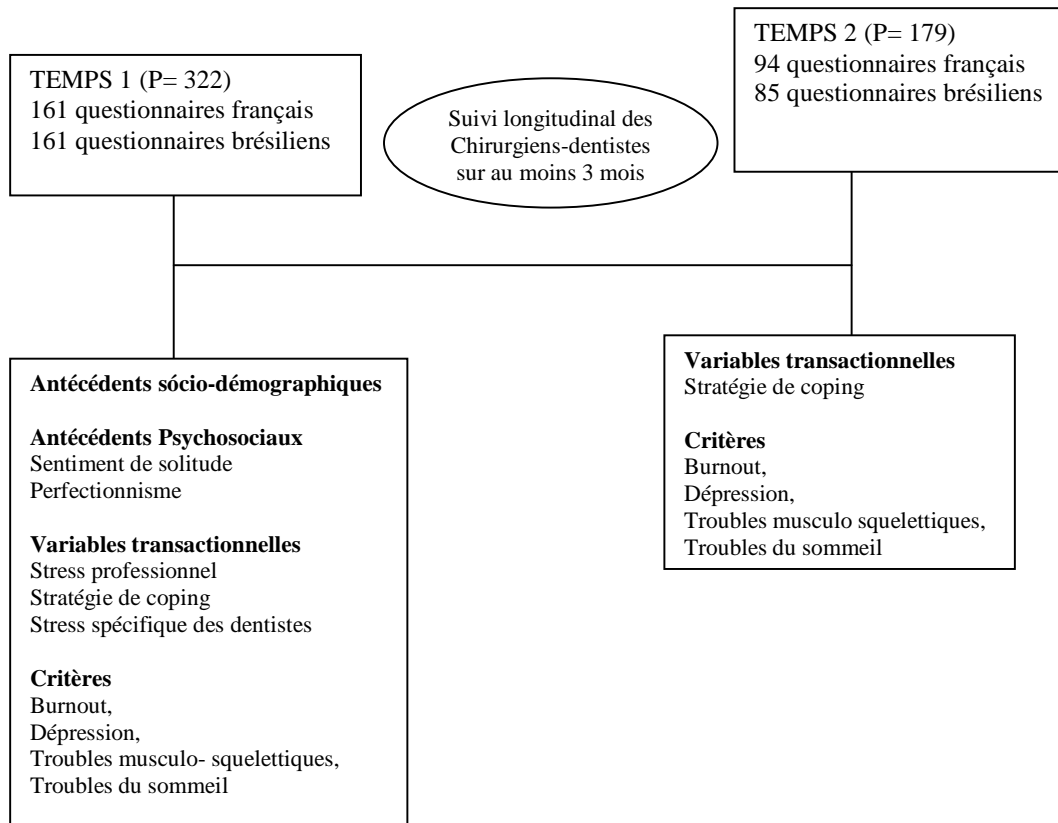 TEMPS 1 (P= 322)
161 questionnaires français
161 questionnaires brésiliens
Suivi longitudinal des
Chirurgiens-dentistes
sur au moins 3 mois
TEMPS 2 (P= 179)
94 questionnaires français
85 questionnaires brésiliens
Antécédents sócio-démographiques
Antécédents Psychosociaux
Sentiment de solitude
Perfectionnisme
Variables transactionnelles
Stress professionnel
Stratégie de coping
Stress spécifique des dentistes
Critères
Burnout,
Dépression,
Troubles musculo- squelettiques,
Troubles du sommeil
Variables transactionnelles
Stratégie de coping
Critères
Burnout,
Dépression,
Troubles musculo squelettiques,
Troubles du sommeil